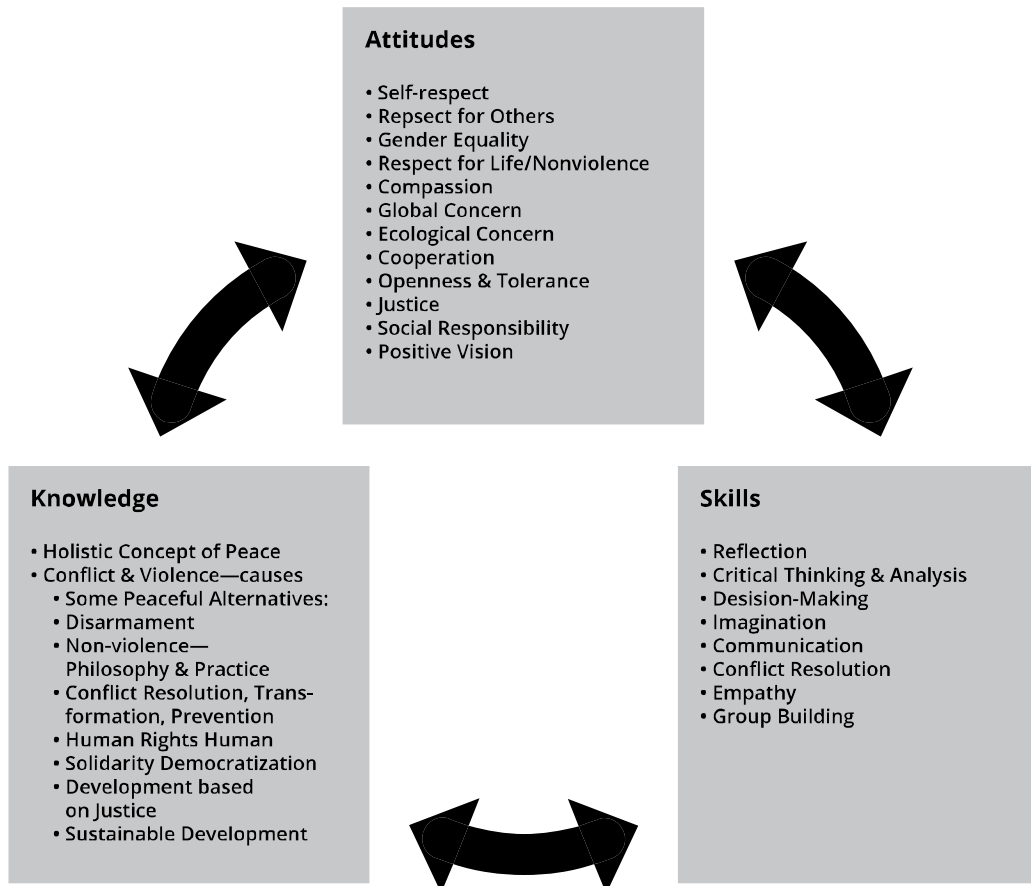 Attitudes
• Self-respect
• Repsect for Others
• Gender Equality
• Respect for Life/Nonviolence
• Compassion
• Global Concern
• Ecological Concern
• Cooperation
• Openness & Tolerance
• Justice
• Social Responsibility
• Positive Vision
Knowledge
• Holistic Concept of Peace
• Conflict & Violence—causes
• Some Peaceful Alternatives:
• Disarmament
• Non-violence—
Philosophy & Practice
• Conflict Resolution, Trans-
formation, Prevention
• Human Rights Human
• Solidarity Democratization
• Development based
on Justice
• Sustainable Development
Skills
• Reflection
• Critical Thinking & Analysis
• Desision-Making
• Imagination
• Communication
• Conflict Resolution
• Empathy
• Group Building